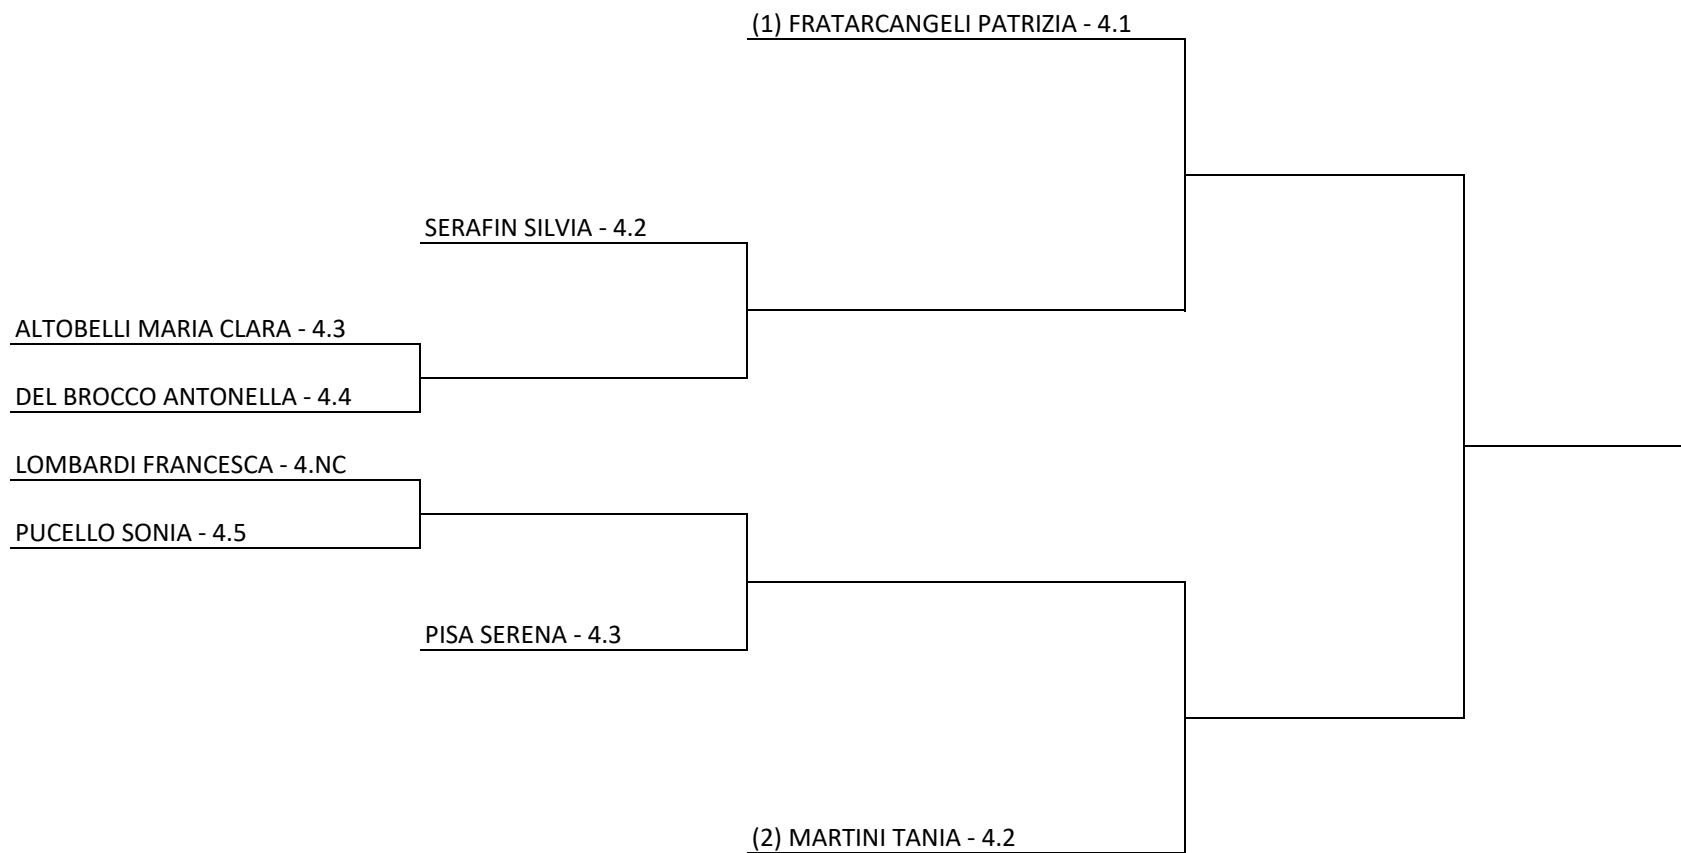 (1) FRATARCANGELI PATRIZIA - 4.1
SERAFIN SILVIA - 4.2
ALTOBELLI MARIA CLARA - 4.3
DEL BROCCO ANTONELLA - 4.4
LOMBARDI FRANCESCA - 4.NC
PUCELLO SONIA - 4.5
PISA SERENA - 4.3
(2) MARTINI TANIA - 4.2